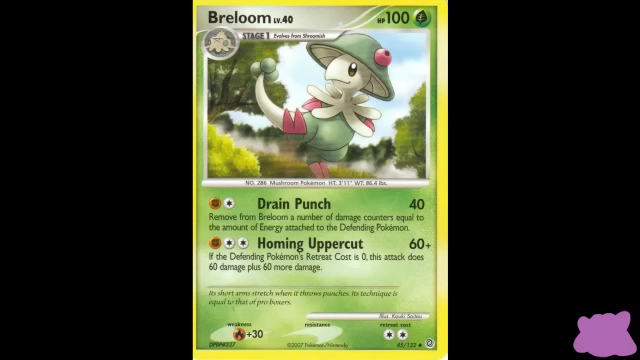 Breloom LV.40 HP 100
STAGE 1 Evolves from Shroomish
NO. 286 Mushroom Pokémon HT: 3'11" WT: 86.4 lbs.
Drain Punch 40
Remove from Breloom a number of damage counters equal to
the amount of Energy attached to the Defending Pokémon.
Homing Uppercut 60+
If the Defending Pokémon's Retreat Cost is 0, this attack does
60 damage plus 60 more damage.
Its short arms stretch when it throws punches. Its technique is
equal to that of pro boxers.
Illus. Kouki Saitou
weakness resistance retreat cost
+30
©2007 Pokémon/Nintendo 45/132